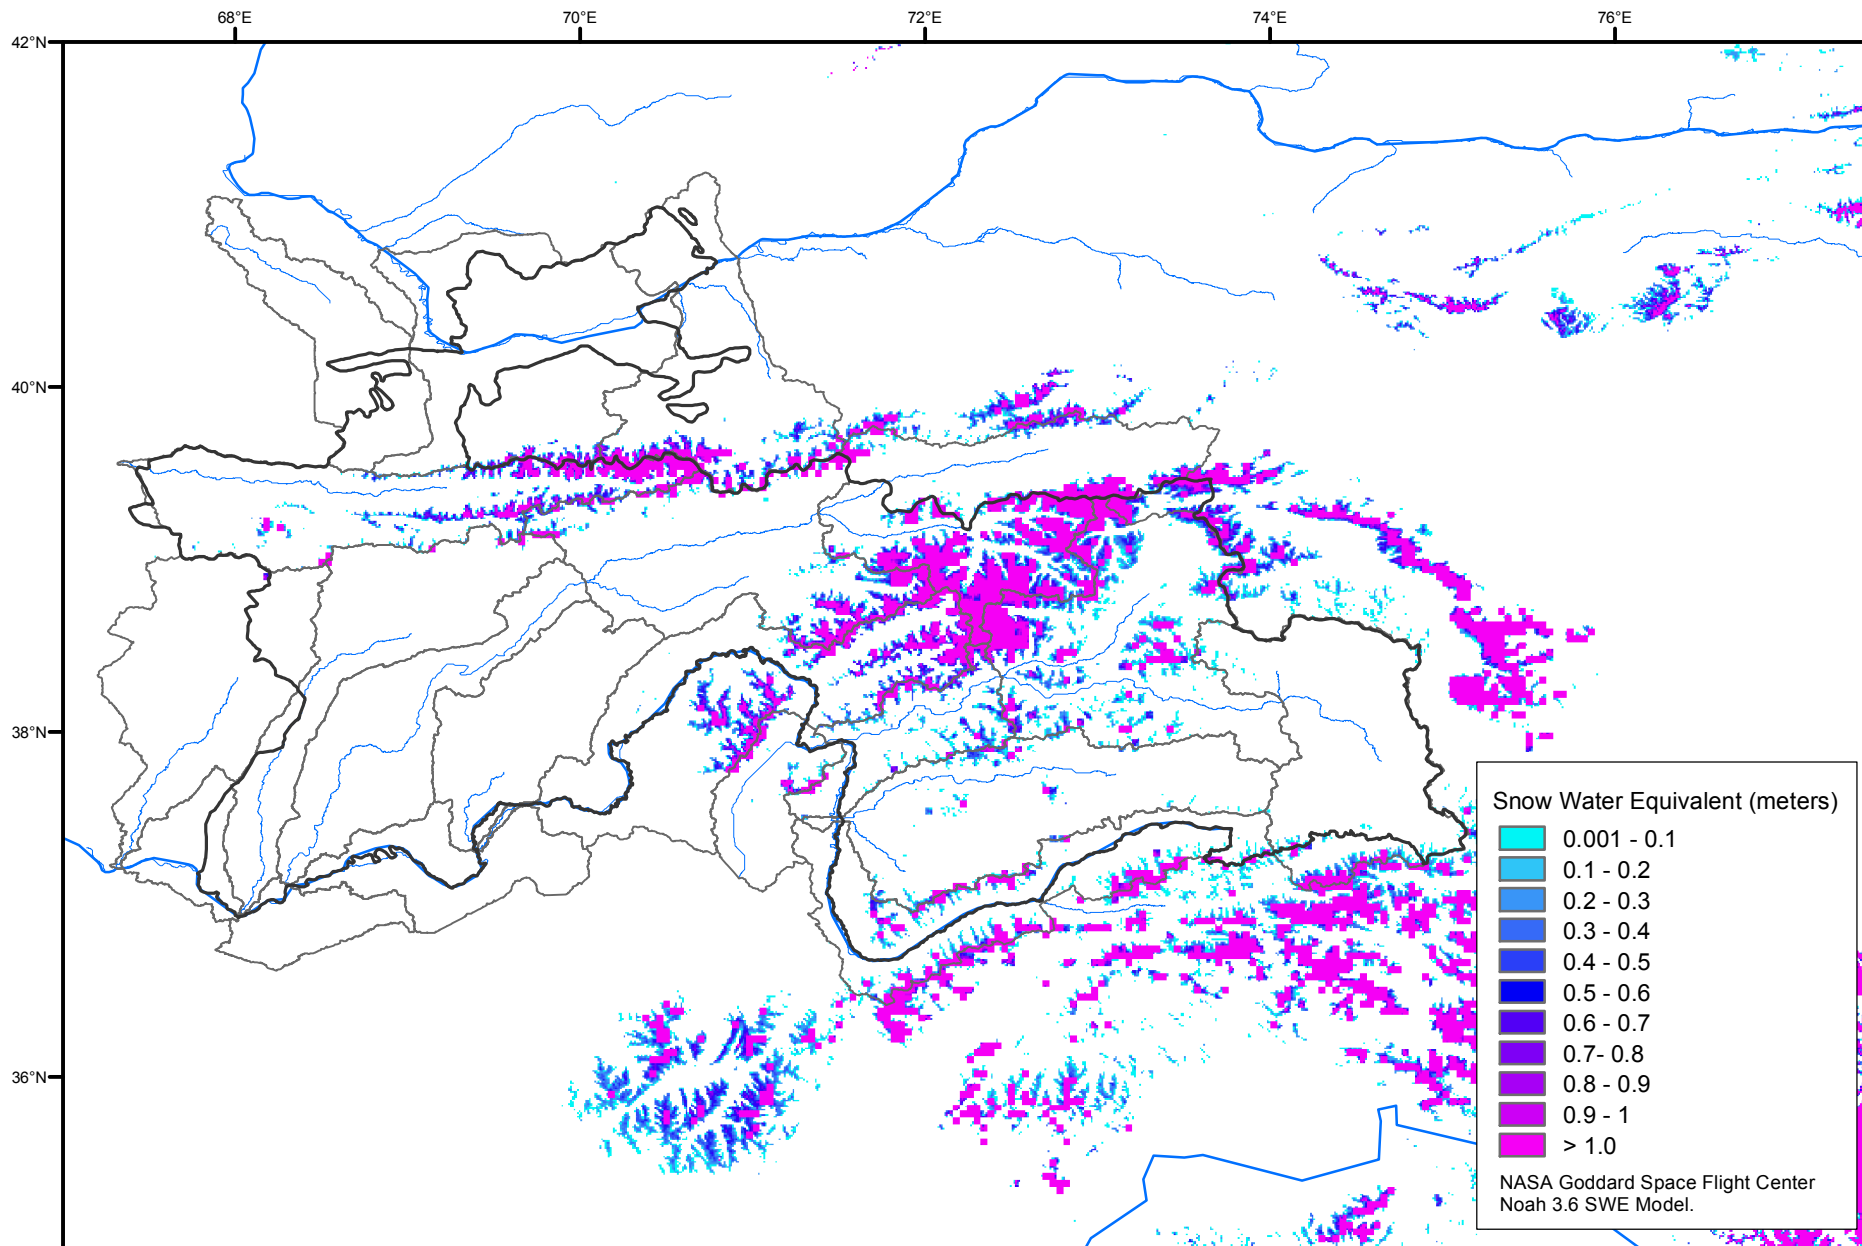 68°E 70°E 72°E 74°E 76°E
42°N
40°N
38°N
36°N
Snow Water Equivalent (meters)
0.001 - 0.1
0.1 - 0.2
0.2 - 0.3
0.3 - 0.4
0.4 - 0.5
0.5 - 0.6
0.6 - 0.7
0.7- 0.8
0.8 - 0.9
0.9 - 1
> 1.0
NASA Goddard Space Flight Center
Noah 3.6 SWE Model.